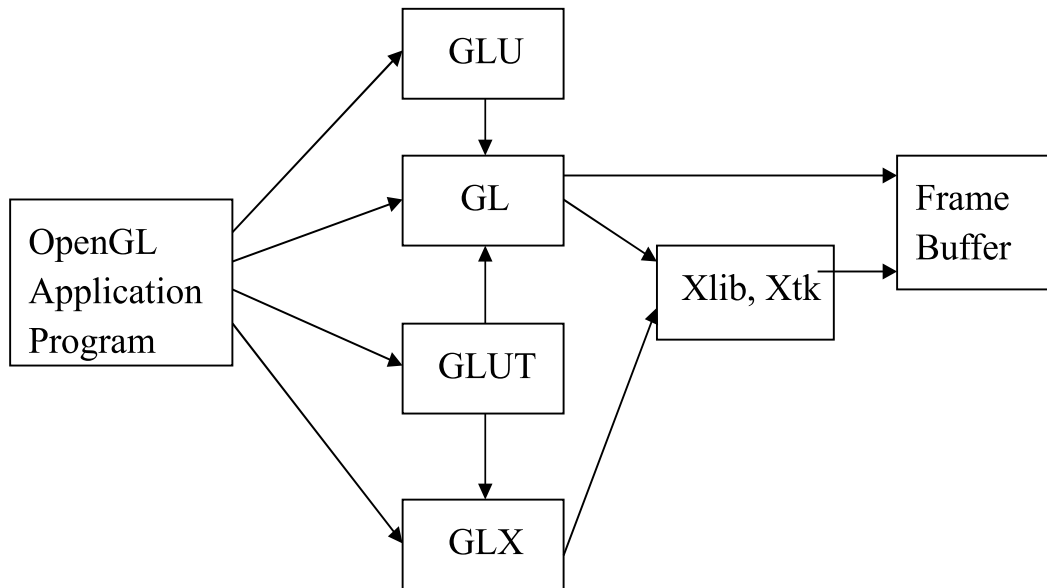 GLU
GL
Frame
Buffer
OpenGL
Application
Program
Xlib, Xtk
GLUT
GLX